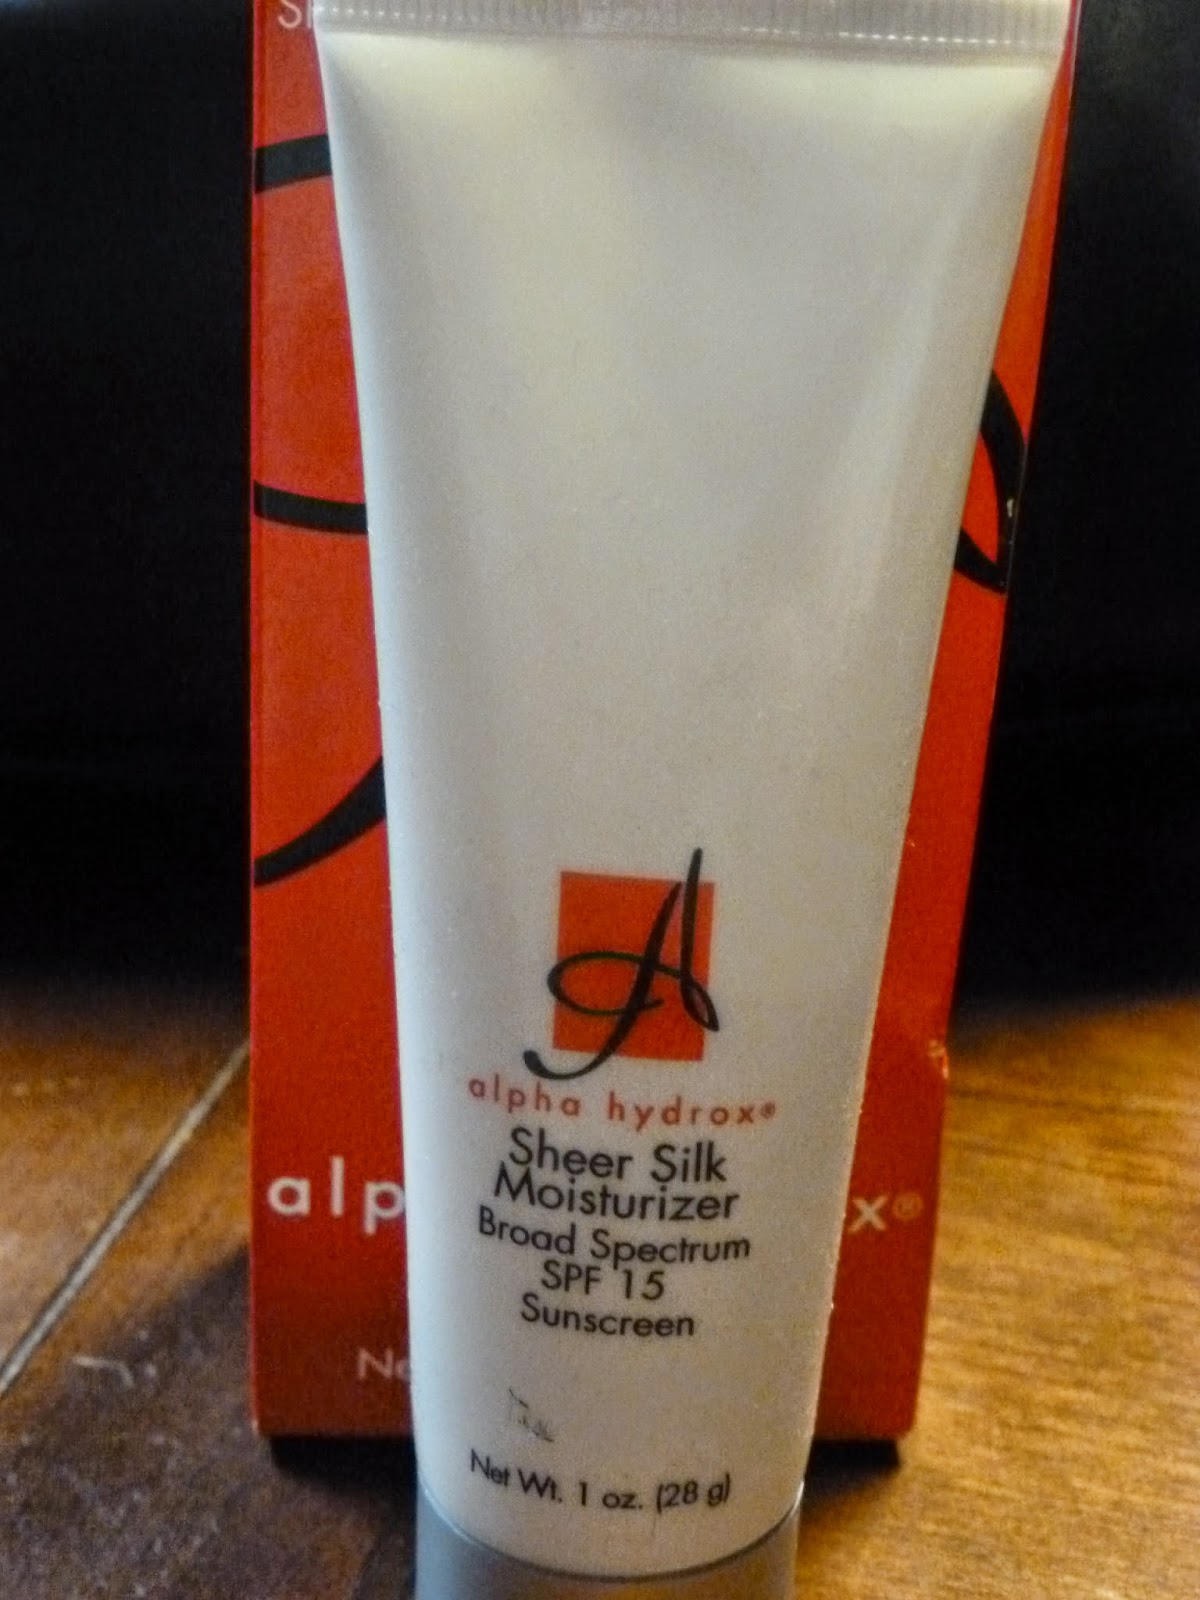 A
alpha hydrox®
Sheer Silk
Moisturizer
Broad Spectrum
SPF 15
Sunscreen
Net Wt. 1 oz. (28 g)
alp
x®